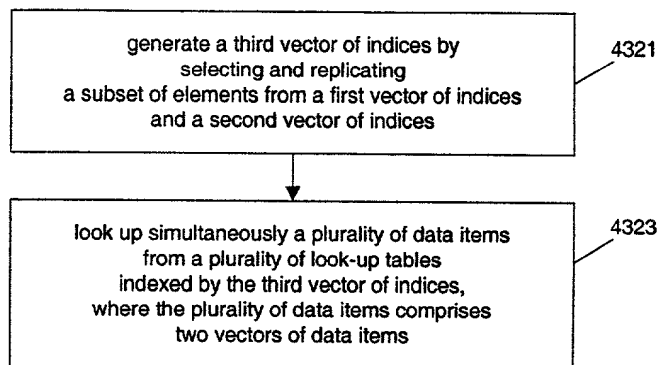 generate a third vector of indices by
selecting and replicating
a subset of elements from a first vector of indices
and a second vector of indices
4321
look up simultaneously a plurality of data items
from a plurality of look-up tables
indexed by the third vector of indices,
where the plurality of data items comprises
two vectors of data items
4323